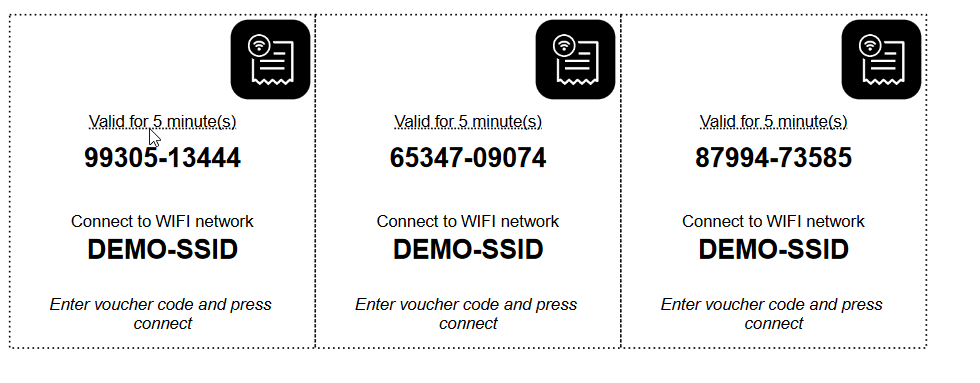 Valid for 5 minute(s)
99305-13444
Connect to WIFI network
DEMO-SSID
Enter voucher code and press
connect
Valid for 5 minute(s)
65347-09074
Connect to WIFI network
DEMO-SSID
Enter voucher code and press
connect
Valid for 5 minute(s)
87994-73585
Connect to WIFI network
DEMO-SSID
Enter voucher code and press
connect